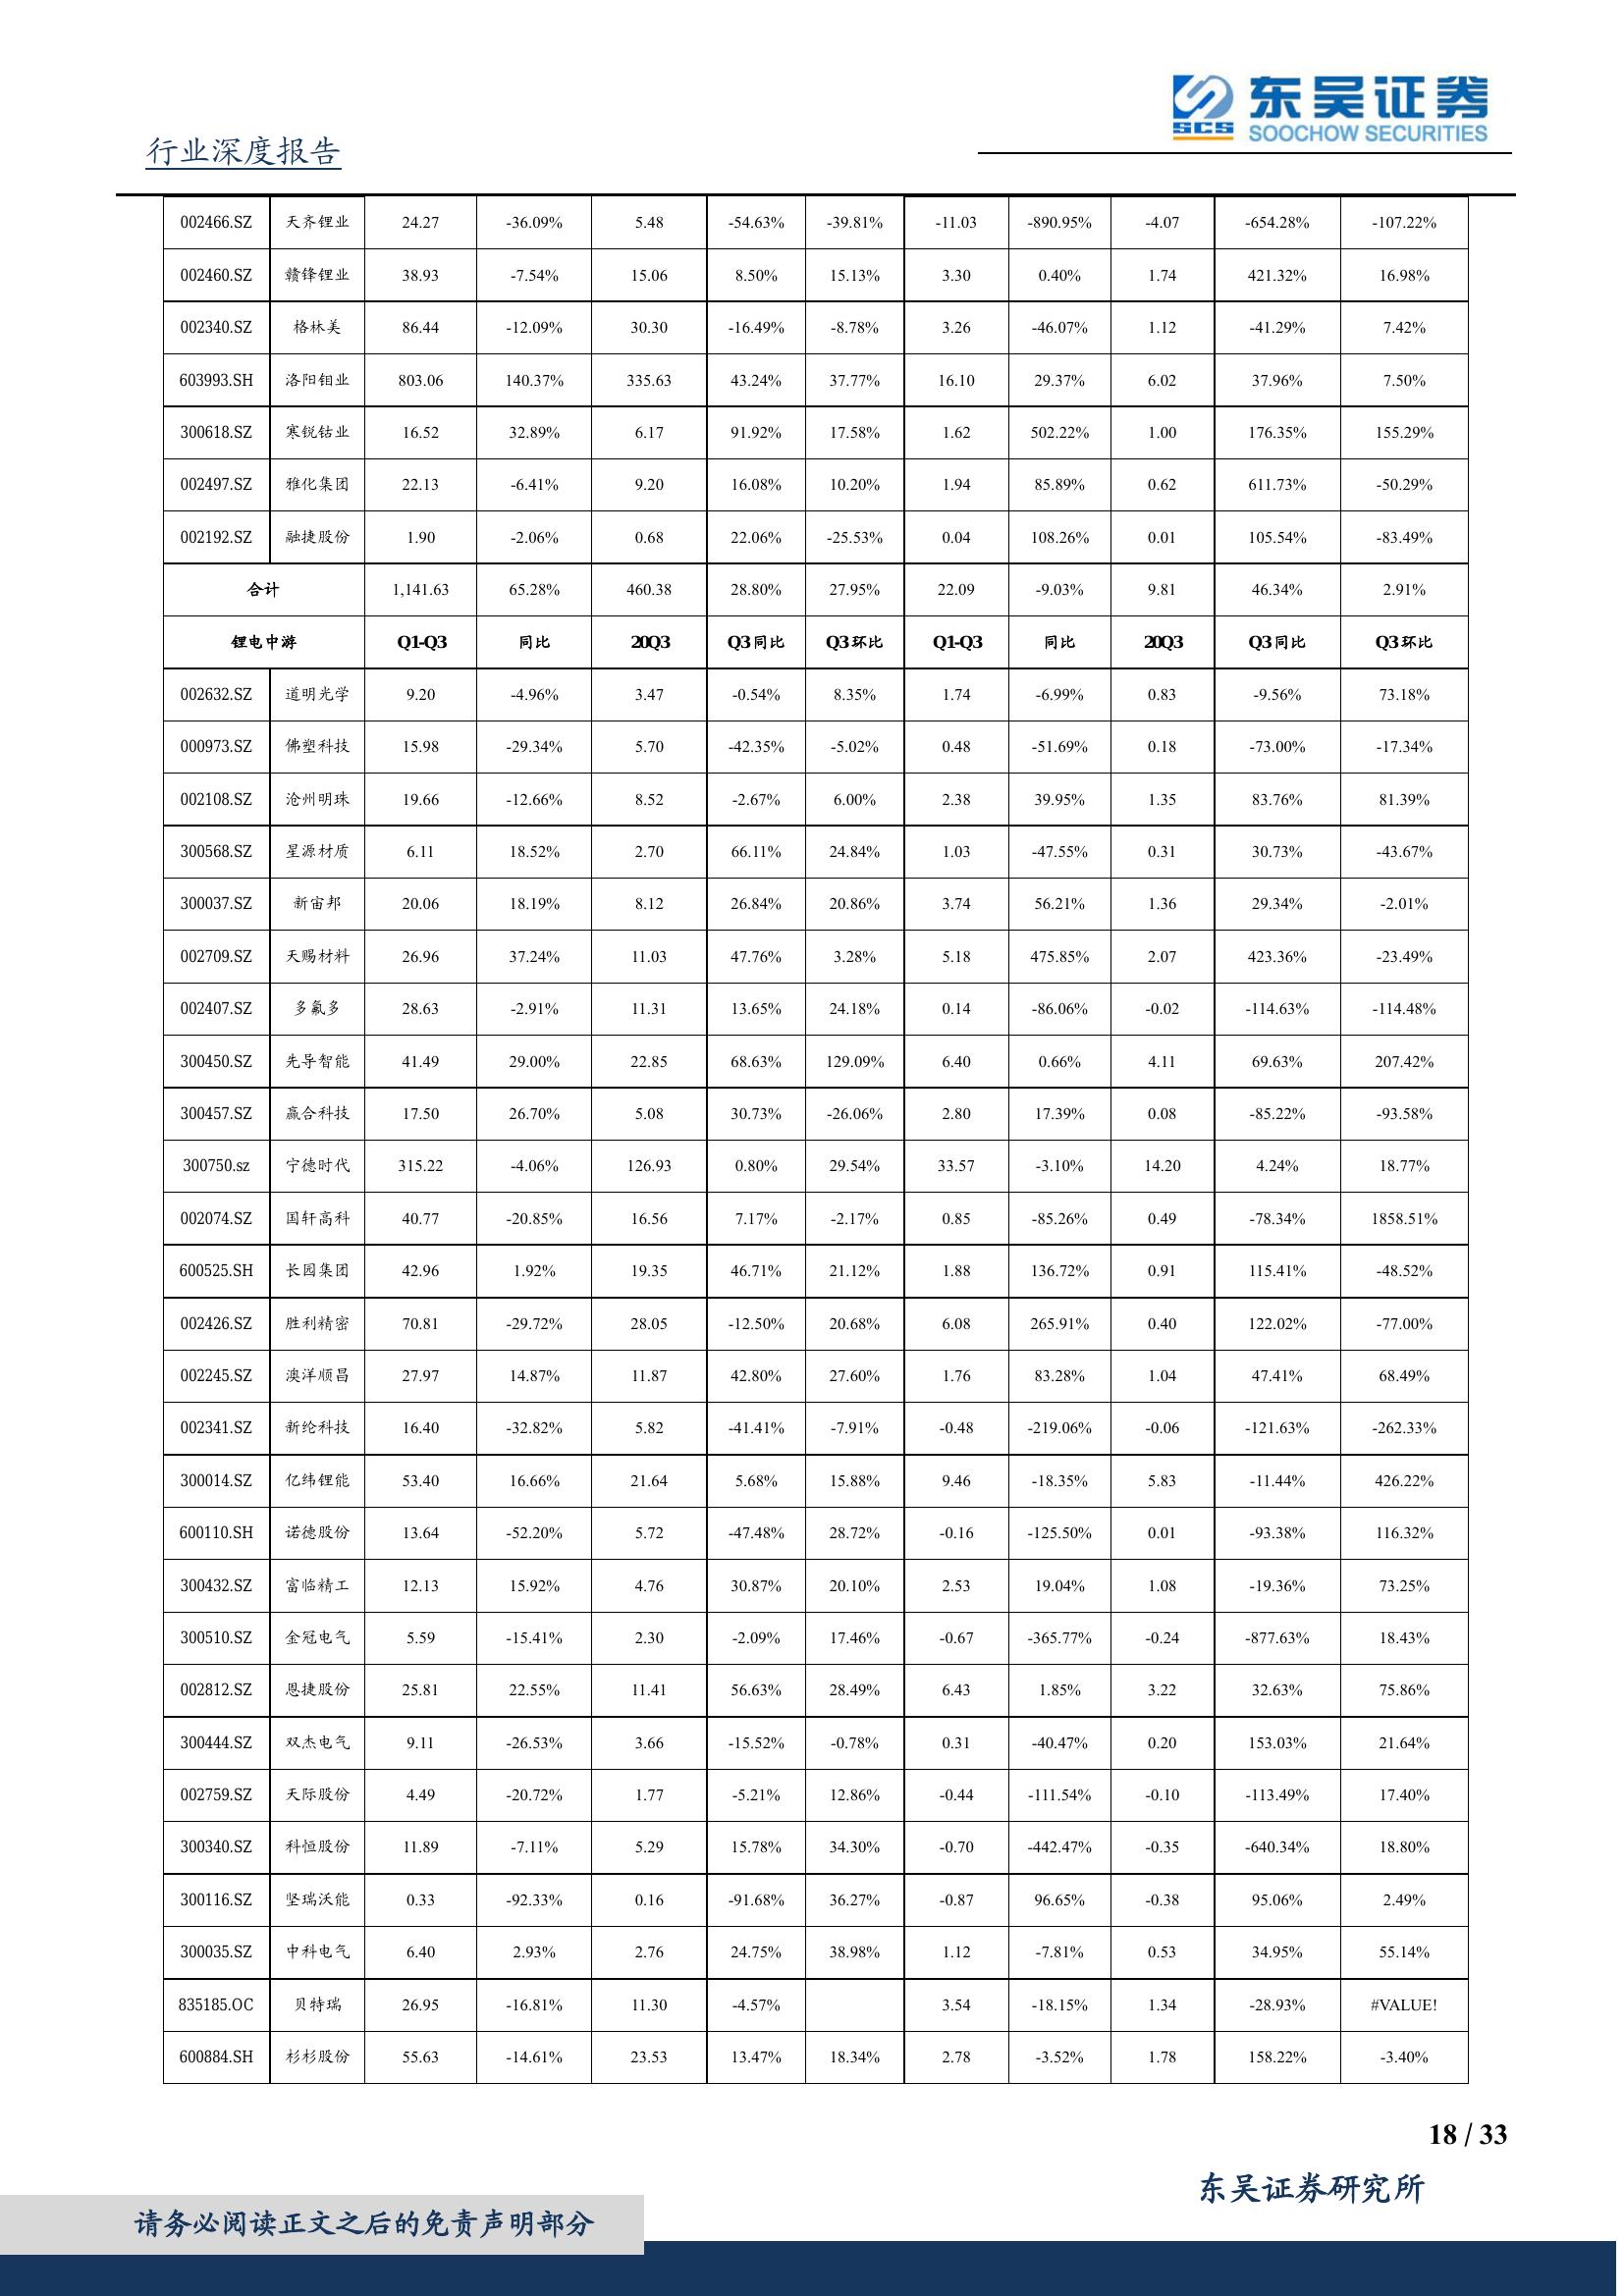 东吴证券
SCS
SOOCHOW SECURITIES
行业深度报告
002466.SZ 天齐锂业 24.27 -36.09% 5.48 -54.63% -39.81% -11.03 -890.95% -4.07 -654.28% -107.22%
002460.SZ 赣锋锂业 38.93 -7.54% 15.06 8.50% 15.13% 3.30 0.40% 1.74 421.32% 16.98%
002340.SZ 格林美 86.44 -12.09% 30.30 -16.49% -8.78% 3.26 -46.07% 1.12 -41.29% 7.42%
603993.SH 洛阳钼业 803.06 140.37% 335.63 43.24% 37.77% 16.10 29.37% 6.02 37.96% 7.50%
300618.SZ 寒锐钴业 16.52 32.89% 6.17 91.92% 17.58% 1.62 502.22% 1.00 176.35% 155.29%
002497.SZ 雅化集团 22.13 -6.41% 9.20 16.08% 10.20% 1.94 85.89% 0.62 611.73% -50.29%
002192.SZ 融捷股份 1.90 -2.06% 0.68 22.06% -25.53% 0.04 108.26% 0.01 105.54% -83.49%
合计 1,141.63 65.28% 460.38 28.80% 27.95% 22.09 -9.03% 9.81 46.34% 2.91%
锂电中游 Q1-Q3 同比 20Q3 Q3同比 Q3环比 Q1-Q3 同比 20Q3 Q3同比 Q3环比
002632.SZ 道明光学 9.20 -4.96% 3.47 -0.54% 8.35% 1.74 -6.99% 0.83 -9.56% 73.18%
000973.SZ 佛塑科技 15.98 -29.34% 5.70 -42.35% -5.02% 0.48 -51.69% 0.18 -73.00% -17.34%
002108.SZ 沧州明珠 19.66 -12.66% 8.52 -2.67% 6.00% 2.38 39.95% 1.35 83.76% 81.39%
300568.SZ 星源材质 6.11 18.52% 2.70 66.11% 24.84% 1.03 -47.55% 0.31 30.73% -43.67%
300037.SZ 新宙邦 20.06 18.19% 8.12 26.84% 20.86% 3.74 56.21% 1.36 29.34% -2.01%
002709.SZ 天赐材料 26.96 37.24% 11.03 47.76% 3.28% 5.18 475.85% 2.07 423.36% -23.49%
002407.SZ 多氟多 28.63 -2.91% 11.31 13.65% 24.18% 0.14 -86.06% -0.02 -114.63% -114.48%
300450.SZ 先导智能 41.49 29.00% 22.85 68.63% 129.09% 6.40 0.66% 4.11 69.63% 207.42%
300457.SZ 赢合科技 17.50 26.70% 5.08 30.73% -26.06% 2.80 17.39% 0.08 -85.22% -93.58%
300750.sz 宁德时代 315.22 -4.06% 126.93 0.80% 29.54% 33.57 -3.10% 14.20 4.24% 18.77%
002074.SZ 国轩高科 40.77 -20.85% 16.56 7.17% -2.17% 0.85 -85.26% 0.49 -78.34% 1858.51%
600525.SH 长园集团 42.96 1.92% 19.35 46.71% 21.12% 1.88 136.72% 0.91 115.41% -48.52%
002426.SZ 胜利精密 70.81 -29.72% 28.05 -12.50% 20.68% 6.08 265.91% 0.40 122.02% -77.00%
002245.SZ 澳洋顺昌 27.97 14.87% 11.87 42.80% 27.60% 1.76 83.28% 1.04 47.41% 68.49%
002341.SZ 新纶科技 16.40 -32.82% 5.82 -41.41% -7.91% -0.48 -219.06% -0.06 -121.63% -262.33%
300014.SZ 亿纬锂能 53.40 16.66% 21.64 5.68% 15.88% 9.46 -18.35% 5.83 -11.44% 426.22%
600110.SH 诺德股份 13.64 -52.20% 5.72 -47.48% 28.72% -0.16 -125.50% 0.01 -93.38% 116.32%
300432.SZ 富临精工 12.13 15.92% 4.76 30.87% 20.10% 2.53 19.04% 1.08 -19.36% 73.25%
300510.SZ 金冠电气 5.59 -15.41% 2.30 -2.09% 17.46% -0.67 -365.77% -0.24 -877.63% 18.43%
002812.SZ 恩捷股份 25.81 22.55% 11.41 56.63% 28.49% 6.43 1.85% 3.22 32.63% 75.86%
300444.SZ 双杰电气 9.11 -26.53% 3.66 -15.52% -0.78% 0.31 -40.47% 0.20 153.03% 21.64%
002759.SZ 天际股份 4.49 -20.72% 1.77 -5.21% 12.86% -0.44 -111.54% -0.10 -113.49% 17.40%
300340.SZ 科恒股份 11.89 -7.11% 5.29 15.78% 34.30% -0.70 -442.47% -0.35 -640.34% 18.80%
300116.SZ 坚瑞沃能 0.33 -92.33% 0.16 -91.68% 36.27% -0.87 96.65% -0.38 95.06% 2.49%
300035.SZ 中科电气 6.40 2.93% 2.76 24.75% 38.98% 1.12 -7.81% 0.53 34.95% 55.14%
835185.OC 贝特瑞 26.95 -16.81% 11.30 -4.57% 3.54 -18.15% 1.34 -28.93% #VALUE!
600884.SH 杉杉股份 55.63 -14.61% 23.53 13.47% 18.34% 2.78 -3.52% 1.78 158.22% -3.40%
18 / 33
东吴证券研究所
请务必阅读正文之后的免责声明部分